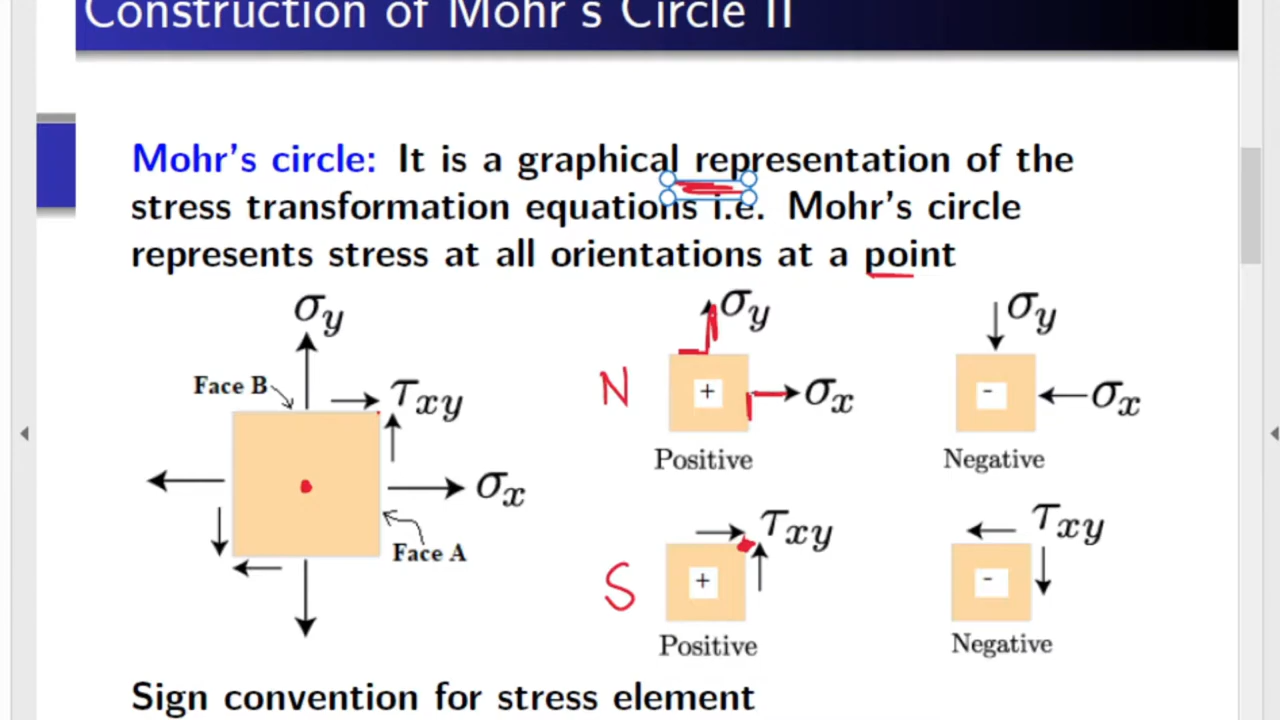 Construction of Mohr's Circle II
Mohr's circle: It is a graphical representation of the
stress transformation equations i.e. Mohr's circle
represents stress at all orientations at a point
σy
Face B
τxy
σx
Face A
N
σy
+
σx
Positive
σy
-
σx
Negative
S
τxy
+
Positive
τxy
-
Negative
Sign convention for stress element